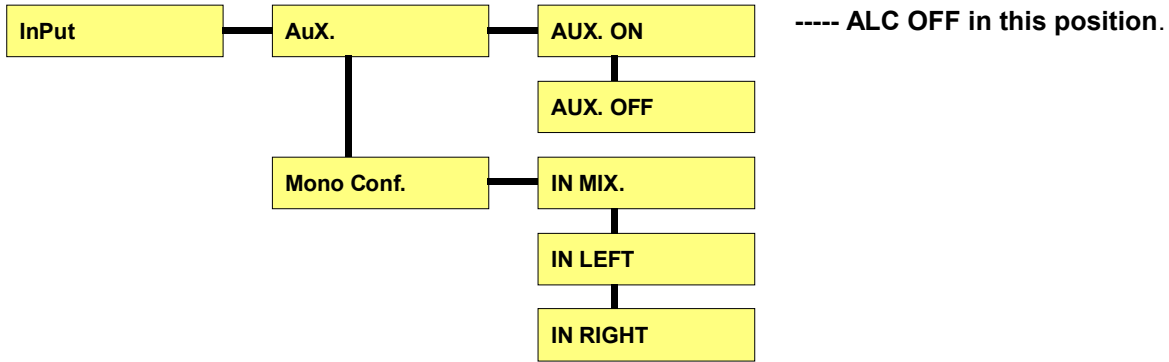 InPut
AuX.
AUX. ON
----- ALC OFF in this position.
AUX. OFF
Mono Conf.
IN MIX.
IN LEFT
IN RIGHT